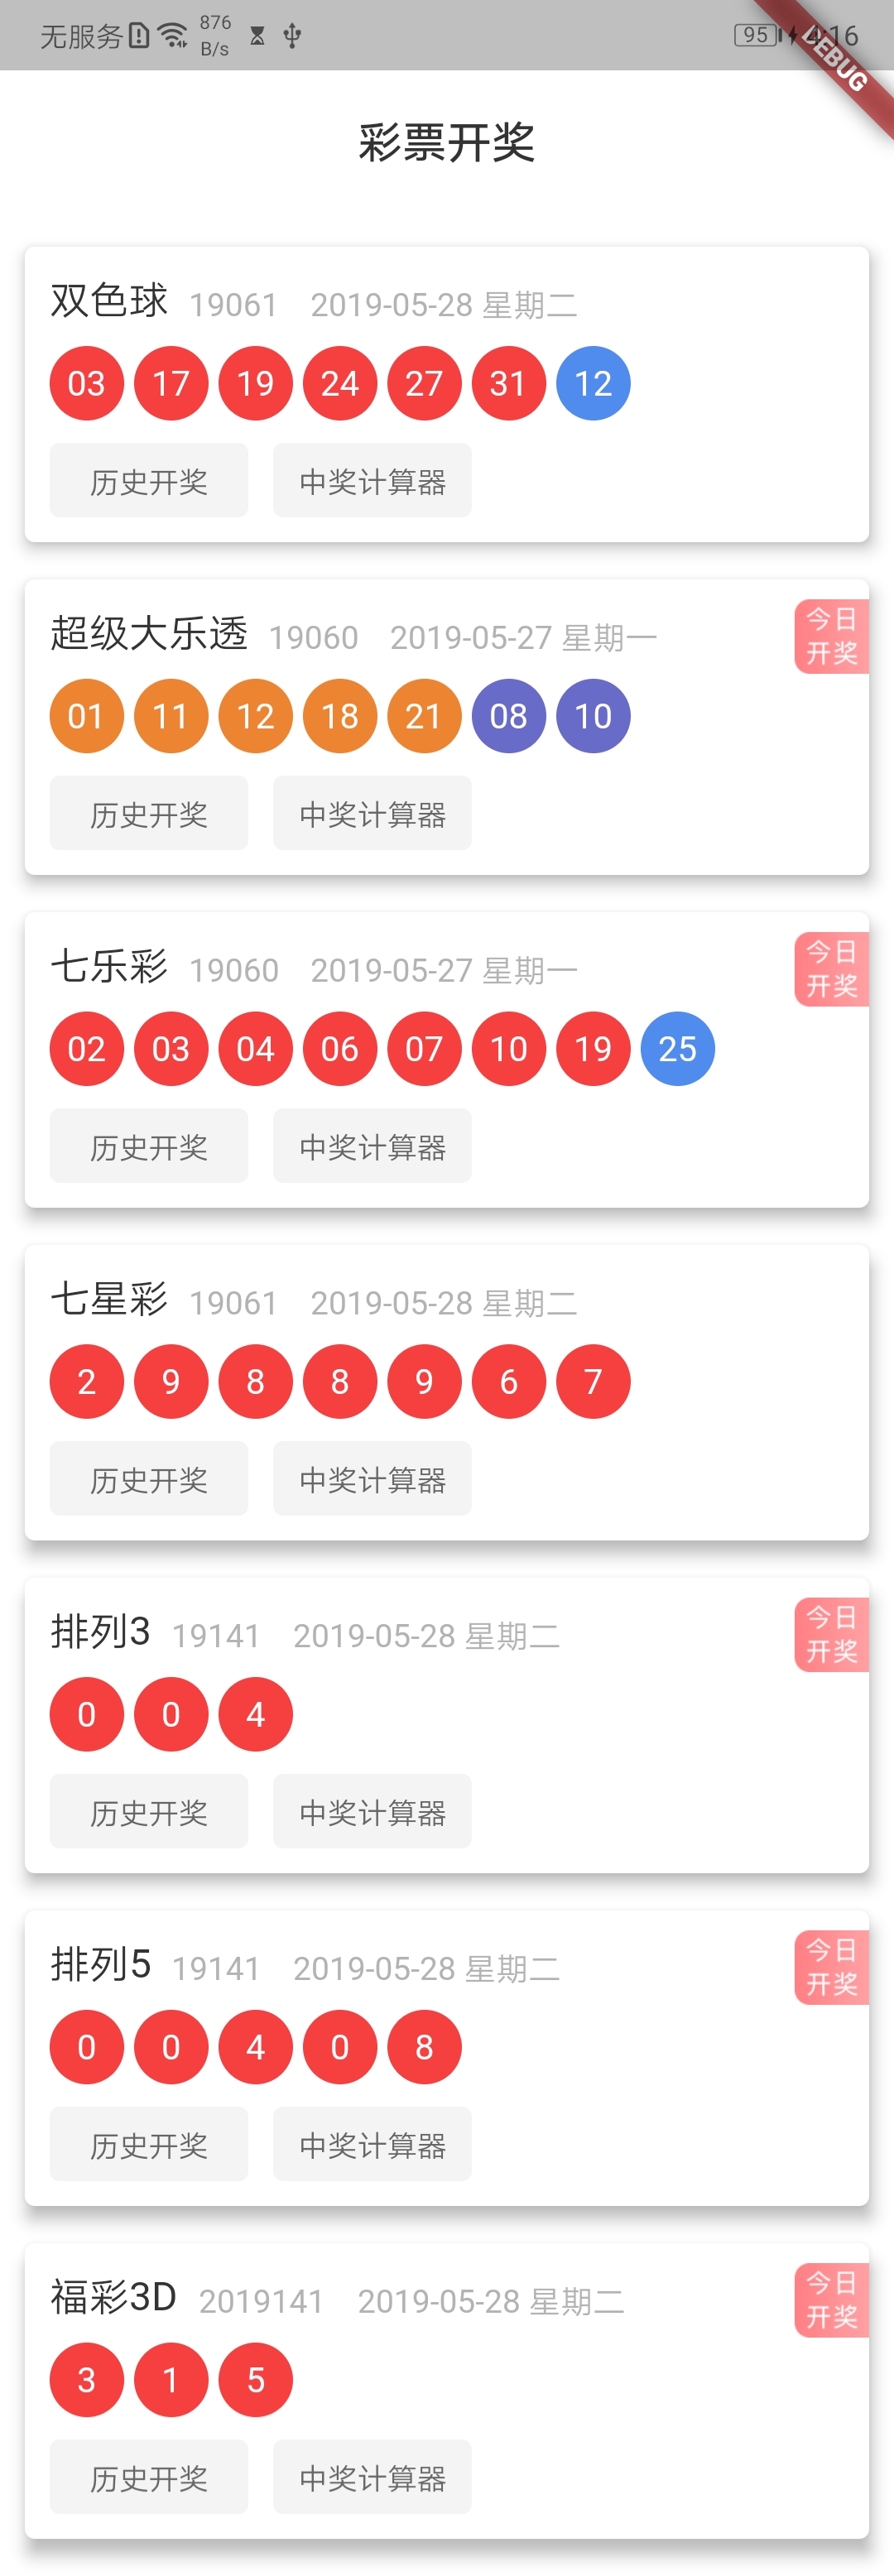 无服务 876 B/s 95 16
DEBUG
彩票开奖
双色球 19061 2019-05-28 星期二
03 17 19 24 27 31 12
历史开奖 中奖计算器
超级大乐透 19060 2019-05-27 星期一
今日
开奖
01 11 12 18 21 08 10
历史开奖 中奖计算器
七乐彩 19060 2019-05-27 星期一
今日
开奖
02 03 04 06 07 10 19 25
历史开奖 中奖计算器
七星彩 19061 2019-05-28 星期二
2 9 8 8 9 6 7
历史开奖 中奖计算器
排列3 19141 2019-05-28 星期二
今日
开奖
0 0 4
历史开奖 中奖计算器
排列5 19141 2019-05-28 星期二
今日
开奖
0 0 4 0 8
历史开奖 中奖计算器
福彩3D 2019141 2019-05-28 星期二
今日
开奖
3 1 5
历史开奖 中奖计算器